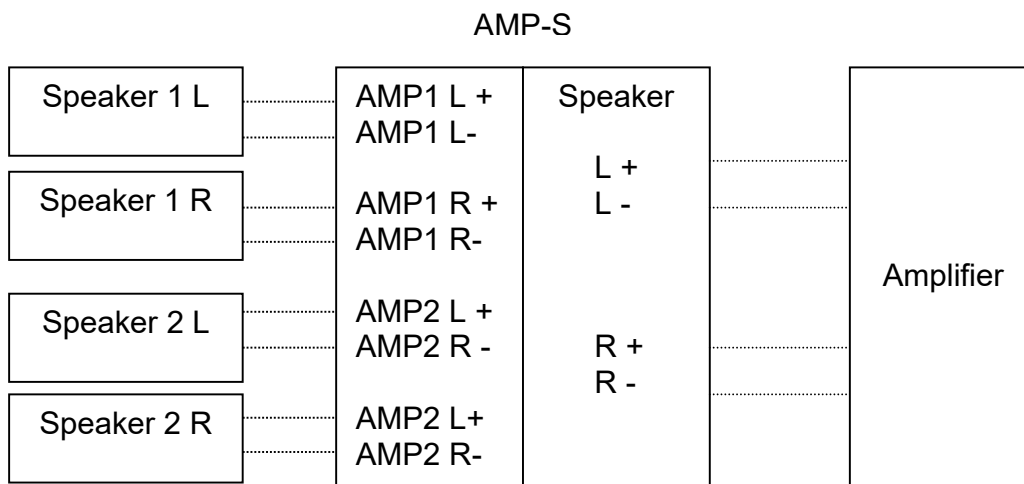 AMP-S
Speaker 1 L
AMP1 L +
AMP1 L-
Speaker 1 R
AMP1 R +
AMP1 R-
Speaker 2 L
AMP2 L +
AMP2 R -
Speaker 2 R
AMP2 L+
AMP2 R-
Speaker
L +
L -
R +
R -
Amplifier